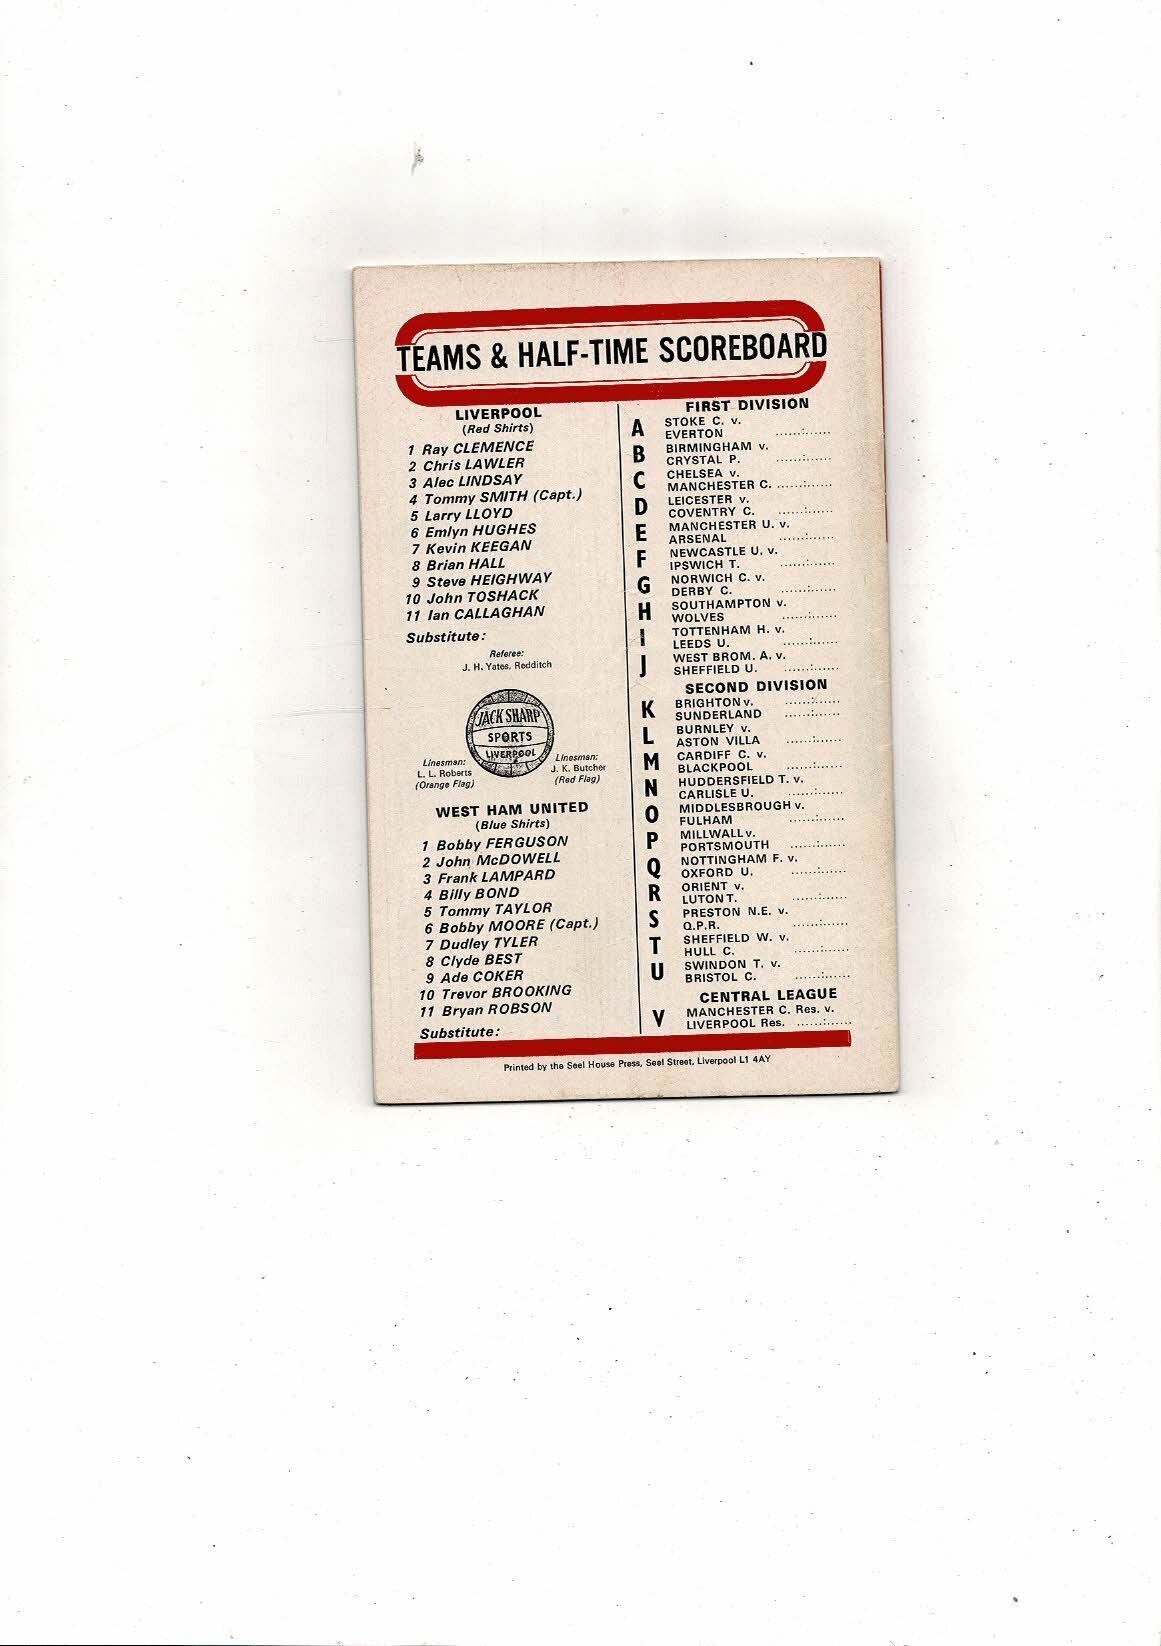 TEAMS & HALF-TIME SCOREBOARD
LIVERPOOL
(Red Shirts)
1 Ray CLEMENCE
2 Chris LAWLER
3 Alec LINDSAY
4 Tommy SMITH (Capt.)
5 Larry LLOYD
6 Emlyn HUGHES
7 Kevin KEEGAN
8 Brian HALL
9 Steve HEIGHWAY
10 John TOSHACK
11 Ian CALLAGHAN
Substitute:
Referee:
J. H. Yates, Redditch
JACK SHARP
SPORTS
LIVERPOOL
Linesman:
L. L. Roberts
(Orange Flag)
Linesman:
J. K. Butcher
(Red Flag)
WEST HAM UNITED
(Blue Shirts)
1 Bobby FERGUSON
2 John McDOWELL
3 Frank LAMPARD
4 Billy BOND
5 Tommy TAYLOR
6 Bobby MOORE (Capt.)
7 Dudley TYLER
8 Clyde BEST
9 Ade COKER
10 Trevor BROOKING
11 Bryan ROBSON
Substitute:
FIRST DIVISION
A STOKE C. v.
EVERTON ......:......
B BIRMINGHAM v.
CRYSTAL P. ......:......
C CHELSEA v.
MANCHESTER C. ......:......
D LEICESTER v.
COVENTRY C. ......:......
E MANCHESTER U. v.
ARSENAL ......:......
F NEWCASTLE U. v.
IPSWICH T. ......:......
G NORWICH C. v.
DERBY C. ......:......
H SOUTHAMPTON v.
WOLVES ......:......
I TOTTENHAM H. v.
LEEDS U. ......:......
J WEST BROM. A. v.
SHEFFIELD U. ......:......
SECOND DIVISION
K BRIGHTON v. ......:......
SUNDERLAND ......:......
L BURNLEY v.
ASTON VILLA ......:......
M CARDIFF C. v.
BLACKPOOL ......:......
N HUDDERSFIELD T. v.
CARLISLE U. ......:......
O MIDDLESBROUGH v.
FULHAM ......:......
P MILLWALL v.
PORTSMOUTH ......:......
Q NOTTINGHAM F. v.
OXFORD U. ......:......
R ORIENT v.
LUTON T. ......:......
S PRESTON N.E. v.
Q.P.R. ......:......
T SHEFFIELD W. v.
HULL C. ......:......
U SWINDON T. v.
BRISTOL C. ......:......
CENTRAL LEAGUE
V MANCHESTER C. Res. v.
LIVERPOOL Res. ......:......
Printed by the Seel House Press, Seel Street, Liverpool L1 4AY